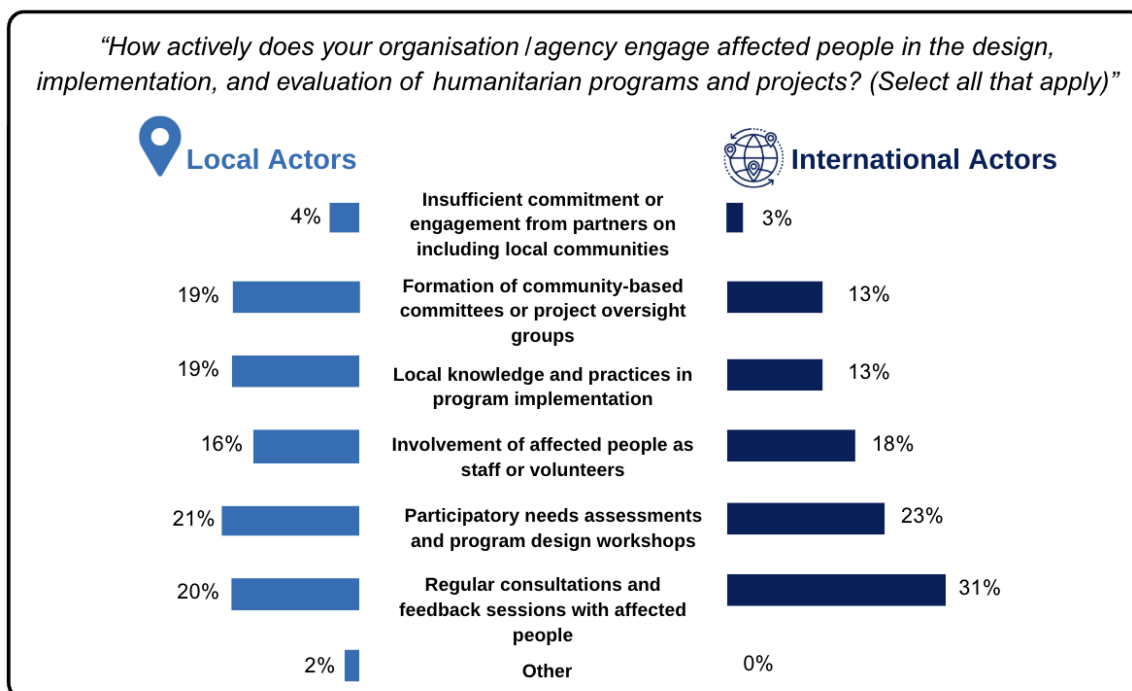 “How actively does your organisation/agency engage affected people in the design,
implementation, and evaluation of humanitarian programs and projects? (Select all that apply)”
Local Actors
International Actors
4%
Insufficient commitment or
engagement from partners on
including local communities
3%
19%
Formation of community-based
committees or project oversight
groups
13%
19%
Local knowledge and practices in
program implementation
13%
16%
Involvement of affected people as
staff or volunteers
18%
21%
Participatory needs assessments
and program design workshops
23%
20%
Regular consultations and
feedback sessions with affected
people
31%
2%
Other
0%